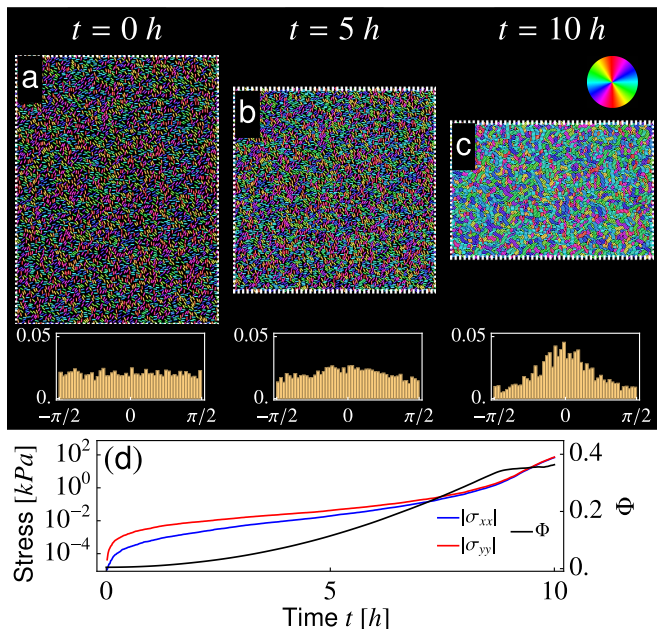 t = 0 h t = 5 h t = 10 h
a b c
0.05 0.05 0.05
0. 0. 0.
−π/2 0 π/2 −π/2 0 π/2 −π/2 0 π/2
(d)
Stress [kPa]
10² 10⁰ 10⁻² 10⁻⁴
|σxx| |σyy| Φ
0.4 0.2 0.
Φ
0 5 10
Time t [h]